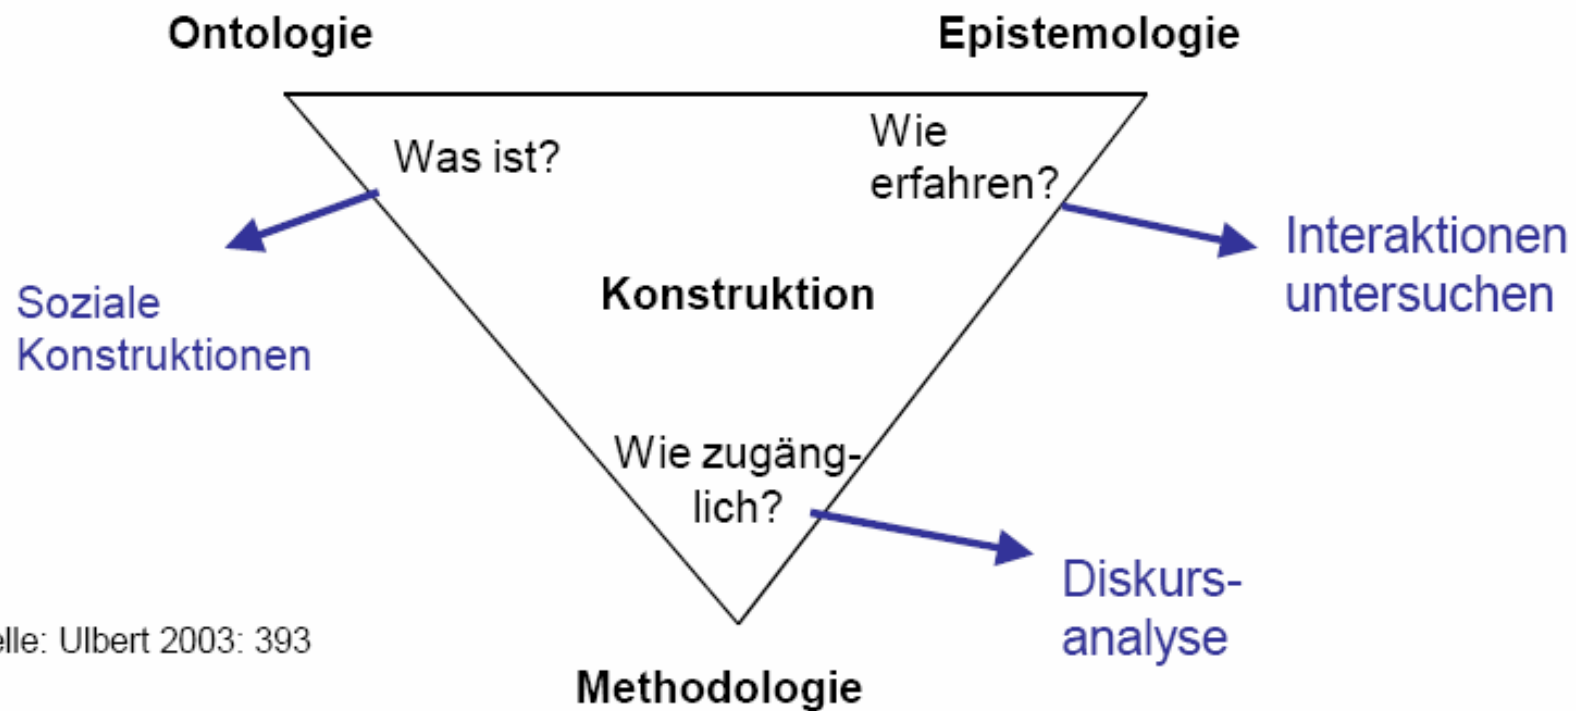 Ontologie
Epistemologie
Was ist?
Wie
erfahren?
Interaktionen
untersuchen
Soziale
Konstruktionen
Konstruktion
Wie zugäng-
lich?
Diskurs-
analyse
elle: Ulbert 2003: 393
Methodologie